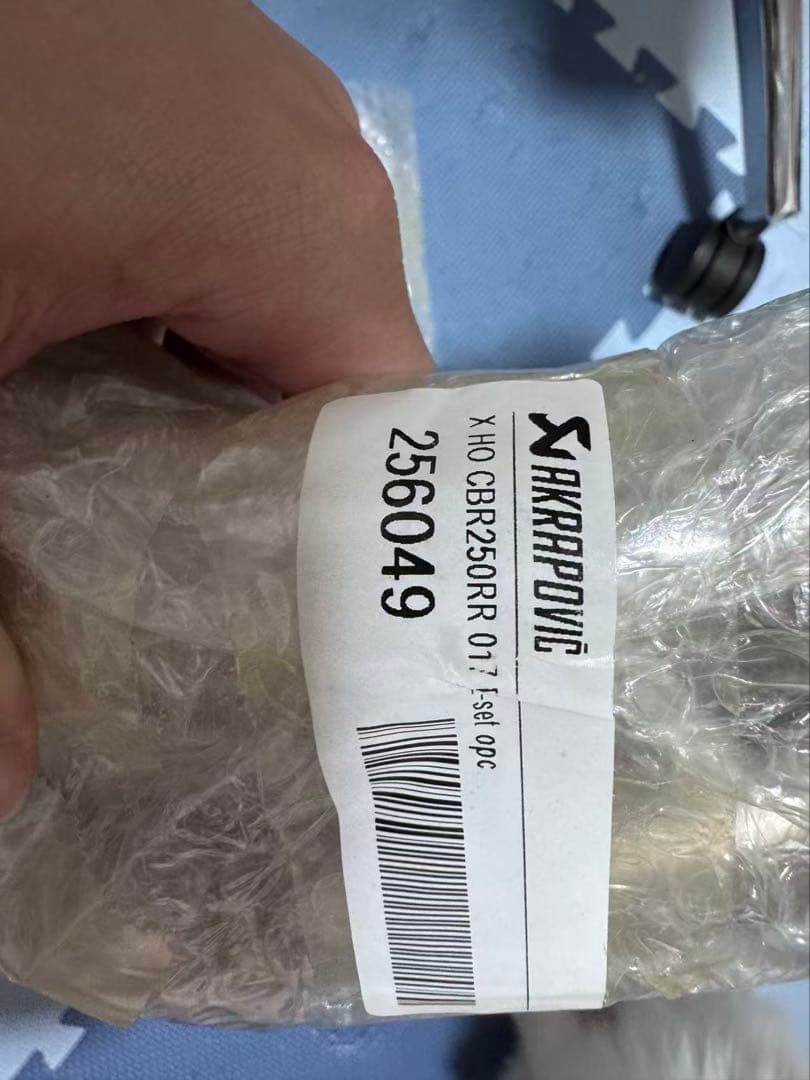 AKRAPOVIČ
X HO CBR250RR 017 -set opc
256049